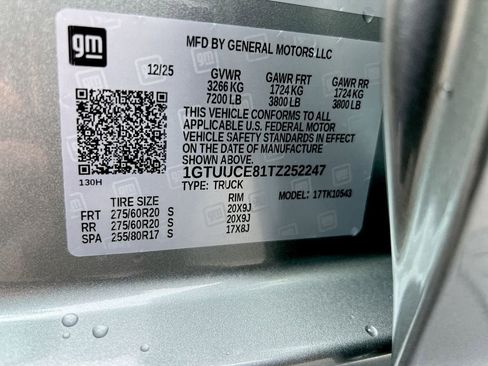 gm
MFD BY GENERAL MOTORS LLC
12/25 GVWR GAWR FRT GAWR RR
3266 KG 1724 KG 1724 KG
7200 LB 3800 LB 3800 LB
THIS VEHICLE CONFORMS TO ALL
APPLICABLE U.S. FEDERAL MOTOR
VEHICLE SAFETY STANDARDS IN EFFECT
ON THE DATE OF MANUFACTURE
SHOWN ABOVE.
1GTUUCE81TZ252247
130H TYPE: TRUCK MODEL: 17TK10543
TIRE SIZE RIM
FRT 275/60R20 S 20X9J
RR 275/60R20 S 20X9J
SPA 255/80R17 S 17X8J